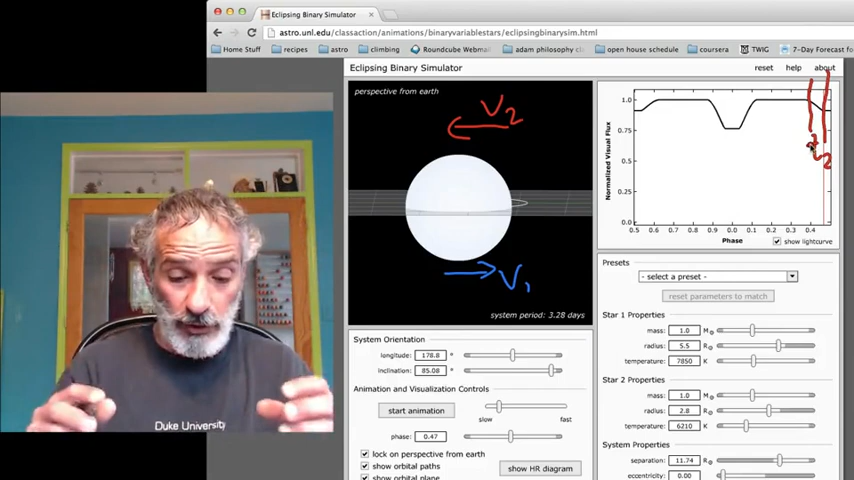 Eclipsing Binary Simulator
astro.unl.edu/classaction/animations/binaryvariablestars/eclipsingbinarysim.html
Home Stuff
recipes
astro
climbing
Roundcube Webmail
adam philosophy cl
open house schedule
coursera
TWIG
7-Day Forecast fo
Eclipsing Binary Simulator
reset
help
about
perspective from earth
V2
V1
system period: 3.28 days
Normalized Visual Flux
1.0
0.75
0.5
0.25
0.0
0.5 0.6 0.7 0.8 0.9 0.0 0.1 0.2 0.3 0.4
Phase
show lightcurve
t2
Presets
- select a preset -
reset parameters to match
Star 1 Properties
mass: 1.0 M⊙
radius: 5.5 R⊙
temperature: 7850 K
Star 2 Properties
mass: 1.0 M⊙
radius: 2.8 R⊙
temperature: 6210 K
System Properties
separation: 11.74 R⊙
eccentricity: 0.00
System Orientation
longitude: 178.8 °
inclination: 85.08 °
Animation and Visualization Controls
start animation
slow
fast
phase: 0.47
lock on perspective from earth
show orbital paths
show orbital plane
show HR diagram
Duke University